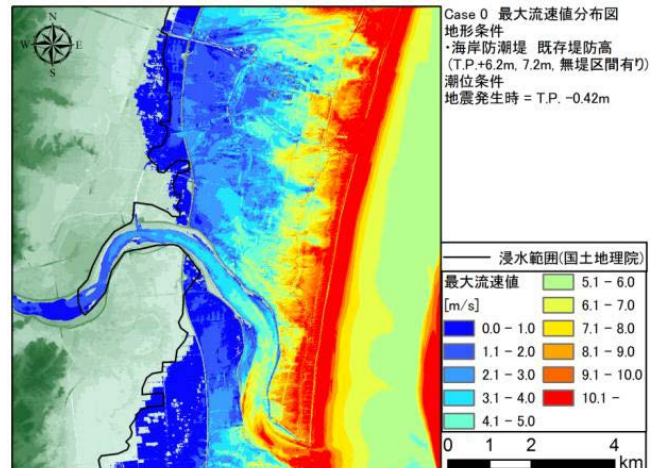 N
W
E
S
Case 0 最大流速値分布図
地形条件
・海岸防潮堤 既存堤防高
(T.P.+6.2m, 7.2m, 無堤区間有り)
潮位条件
地震発生時 = T.P. -0.42m
浸水範囲(国土地理院)
最大流速値
[m/s]
0.0 - 1.0
1.1 - 2.0
2.1 - 3.0
3.1 - 4.0
4.1 - 5.0
5.1 - 6.0
6.1 - 7.0
7.1 - 8.0
8.1 - 9.0
9.1 - 10.0
10.1 -
0 1 2 4
km